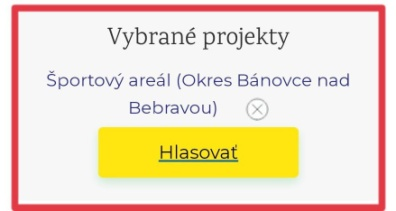 Vybrané projekty
Športový areál (Okres Bánovce nad
Bebravou)
Hlasovať